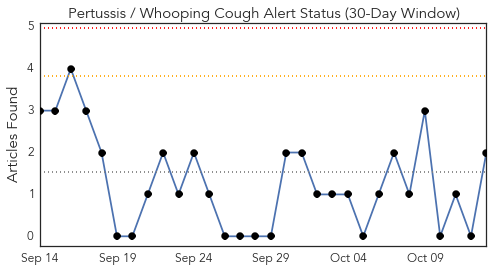 Pertussis / Whooping Cough Alert Status (30-Day Window)
Articles Found
5
4
3
2
1
0
Sep 14 Sep 19 Sep 24 Sep 29 Oct 04 Oct 09